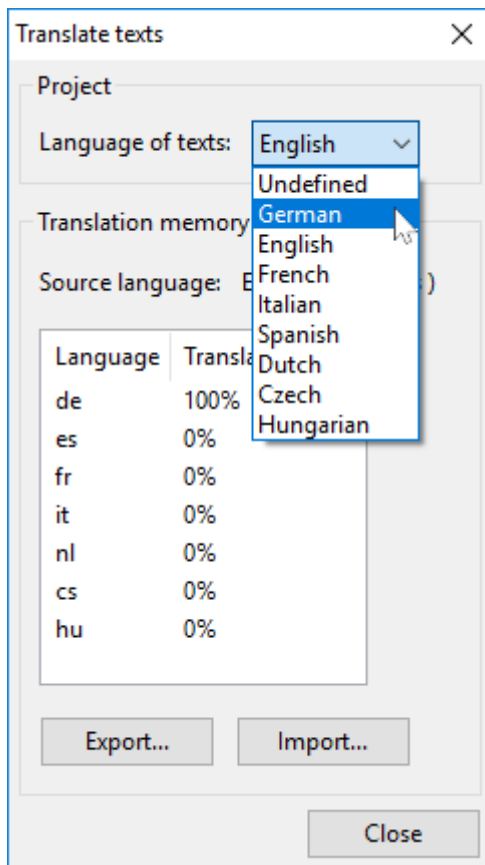 Translate texts
Project
Language of texts: English
Undefined
German
Translation memory
English
Source language: E )
French
Italian
Spanish
Language Transla
Dutch
de 100%
Czech
es 0%
Hungarian
fr 0%
it 0%
nl 0%
cs 0%
hu 0%
Export... Import...
Close